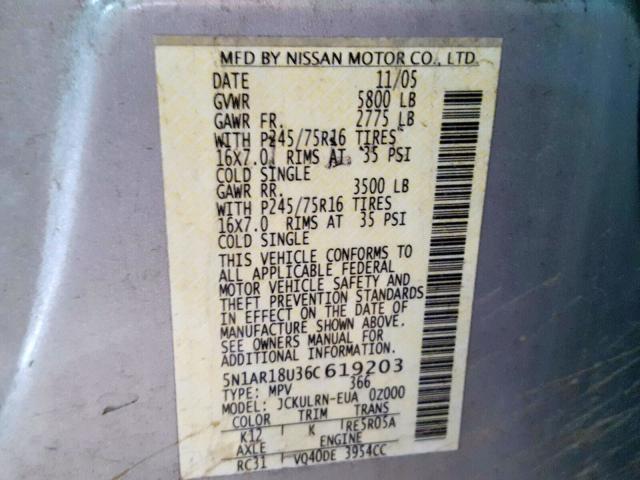 MFD BY NISSAN MOTOR CO., LTD.
DATE 11/05
GVWR 5800 LB
GAWR FR. 2775 LB
WITH P245/75R16 TIRES
16X7.0 RIMS AT 35 PSI
COLD SINGLE
GAWR RR. 3500 LB
WITH P245/75R16 TIRES
16X7.0 RIMS AT 35 PSI
COLD SINGLE
THIS VEHICLE CONFORMS TO
ALL APPLICABLE FEDERAL
MOTOR VEHICLE SAFETY AND
THEFT PREVENTION STANDARDS
IN EFFECT ON THE DATE OF
MANUFACTURE SHOWN ABOVE.
SEE OWNERS MANUAL FOR
ADDITIONAL INFORMATION.
5N1AR18U36C619203
TYPE: MPV 366
MODEL: JCKULRN-EUA 0Z000
COLOR TRIM TRANS
K12 K RE5R05A
AXLE ENGINE
RC31 VQ40DE 3954CC